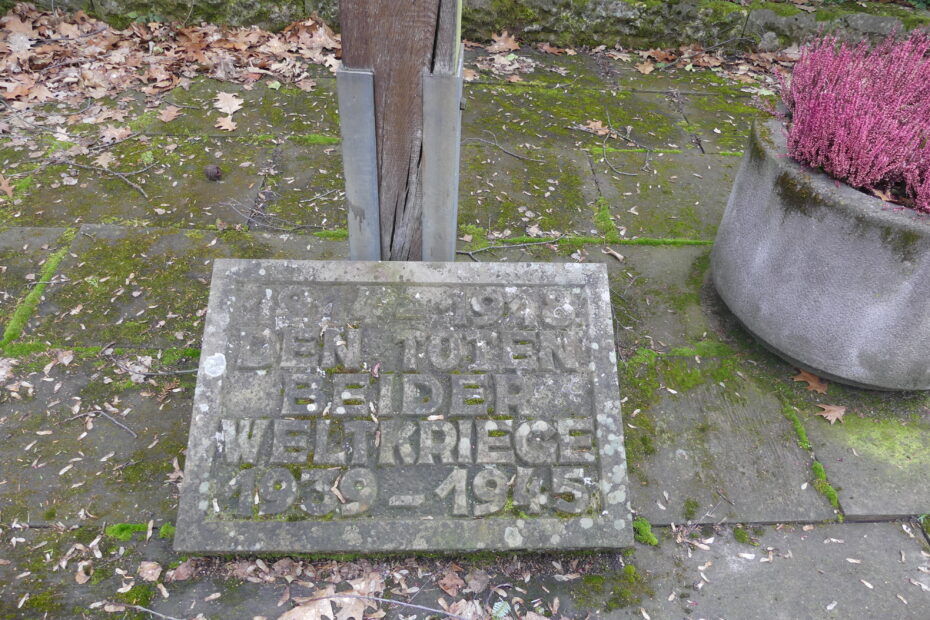 1914–1918
DEN TOTEN
BEIDER
WELTKRIEGE
1939–1945